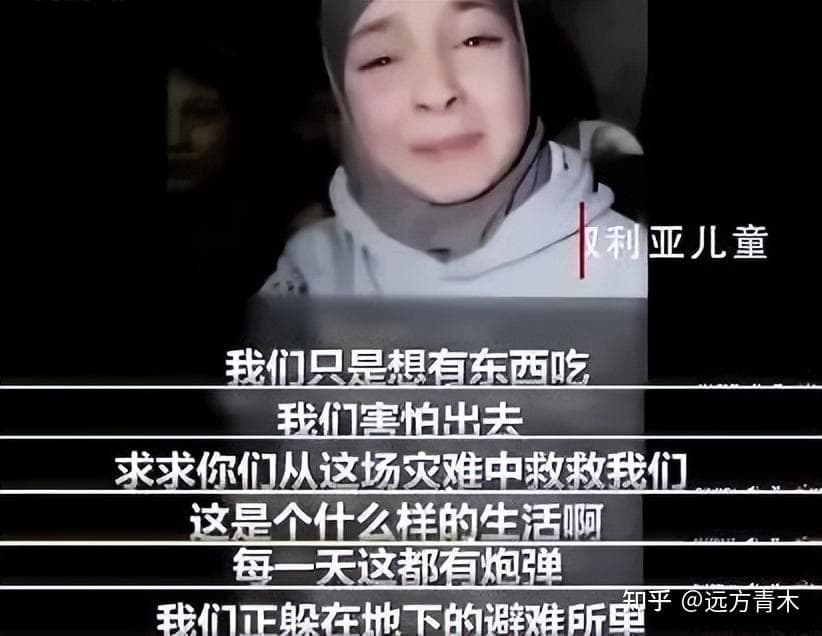 叙利亚儿童
我们只是想有东西吃
我们害怕出去
求求你们从这场灾难中救救我们
这是个什么样的生活啊
每一天这都有炮弹
我们正躲在地下的避难所里
知乎 @远方青木